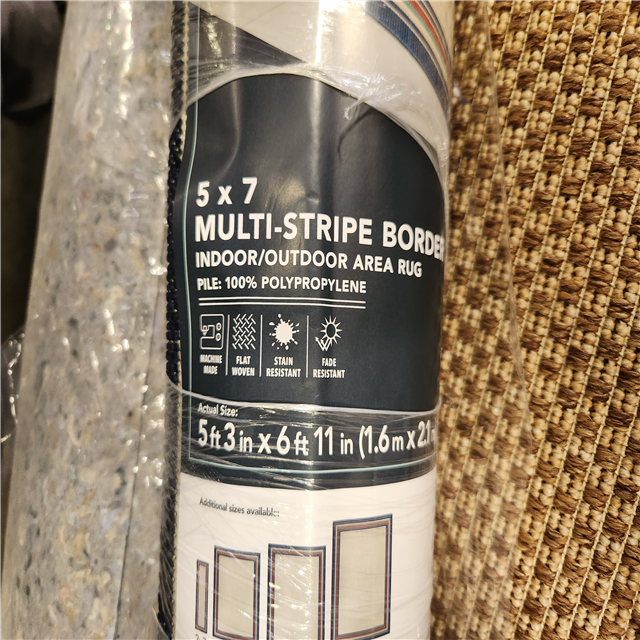 5 x 7
MULTI-STRIPE BORDER
INDOOR/OUTDOOR AREA RUG
PILE: 100% POLYPROPYLENE
MACHINE MADE
FLAT WOVEN
STAIN RESISTANT
FADE RESISTANT
Actual Size:
5 ft 3 in x 6 ft 11 in (1.6 m x 2.1
Additional sizes available: